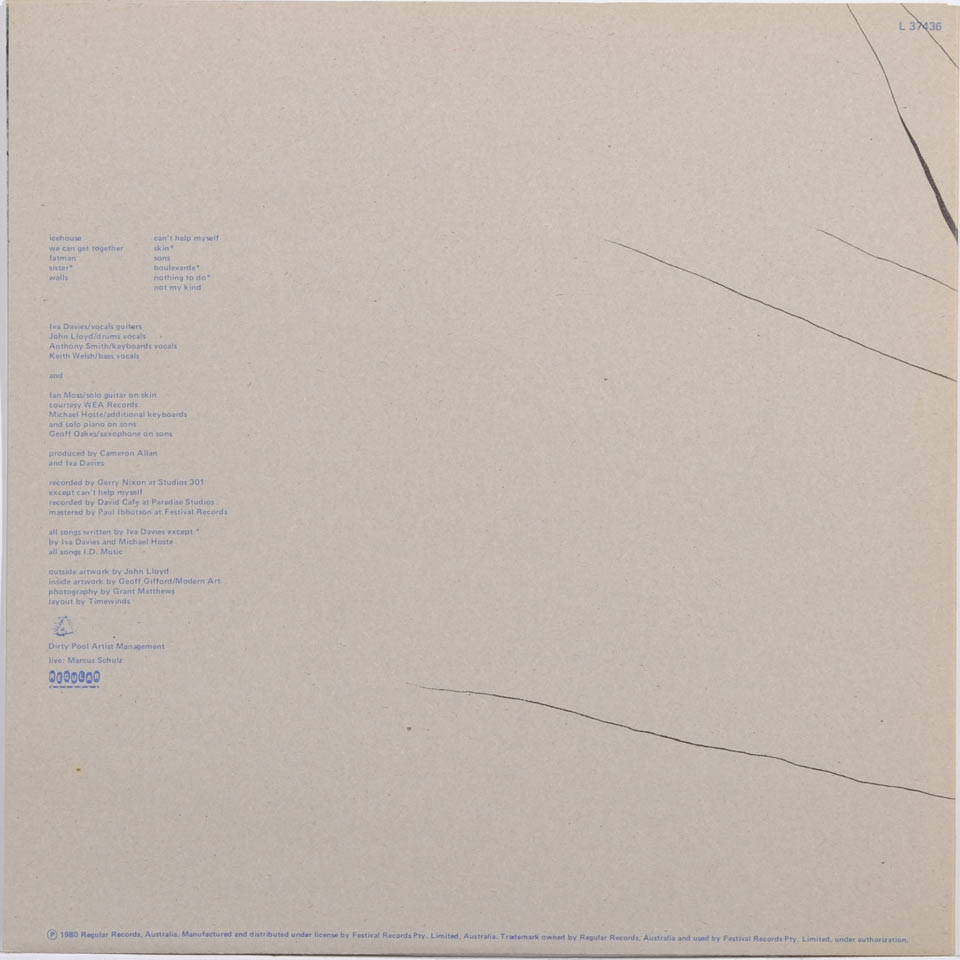 L 37436
icehouse
we can get together
fatman
sister*
walls
can't help myself
skin*
sons
boulevarde*
nothing to do*
not my kind
Iva Davies/vocals guitars
John Lloyd/drums vocals
Anthony Smith/keyboards vocals
Keith Welsh/bass vocals
and
Ian Moss/solo guitar on skin
courtesy WEA Records
Michael Hoste/additional keyboards
and solo piano on sons
Geoff Oakes/saxophone on sons
produced by Cameron Allan
and Iva Davies
recorded by Gerry Nixon at Studios 301
except can't help myself
recorded by David Cafe at Paradise Studios
mastered by Paul Ibbotson at Festival Records
all songs written by Iva Davies except *
by Iva Davies and Michael Hoste
all songs I.D. Music
outside artwork by John Lloyd
inside artwork by Geoff Gifford/Modern Art
photography by Grant Matthews
layout by Timewinds
Dirty Pool Artist Management
live: Marcus Schulz
REGULAR
Ⓟ 1980 Regular Records, Australia. Manufactured and distributed under license by Festival Records Pty. Limited, Australia. Trademark owned by Regular Records, Australia and used by Festival Records Pty. Limited, under authorization.